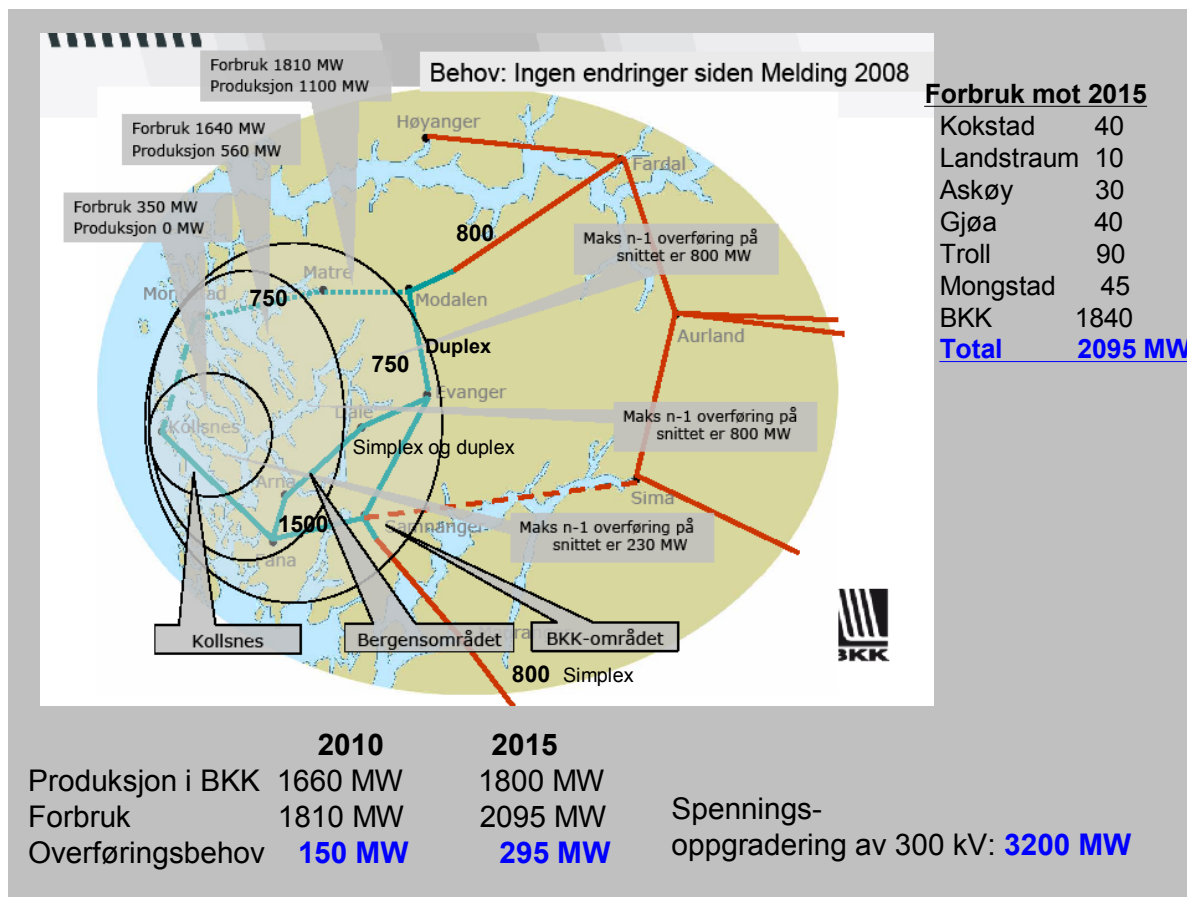 Behov: Ingen endringer siden Melding 2008
Forbruk 1810 MW
Produksjon 1100 MW
Forbruk 1640 MW
Produksjon 560 MW
Forbruk 350 MW
Produksjon 0 MW
Høyanger
Fardal
800
Maks n-1 overføring på
snittet er 800 MW
Matre
750
Modalen
Aurland
Duplex
750
Evanger
Dale
Maks n-1 overføring på
snittet er 800 MW
Kollsnes
Simplex og duplex
Arna
Sima
1500
Samnanger
Maks n-1 overføring på
snittet er 230 MW
Fana
Kollsnes
Bergensområdet
BKK-området
800 Simplex
BKK
Forbruk mot 2015
Kokstad 40
Landstraum 10
Askøy 30
Gjøa 40
Troll 90
Mongstad 45
BKK 1840
Total 2095 MW
2010 2015
Produksjon i BKK 1660 MW 1800 MW
Forbruk 1810 MW 2095 MW
Overføringsbehov 150 MW 295 MW
Spennings-
oppgradering av 300 kV: 3200 MW